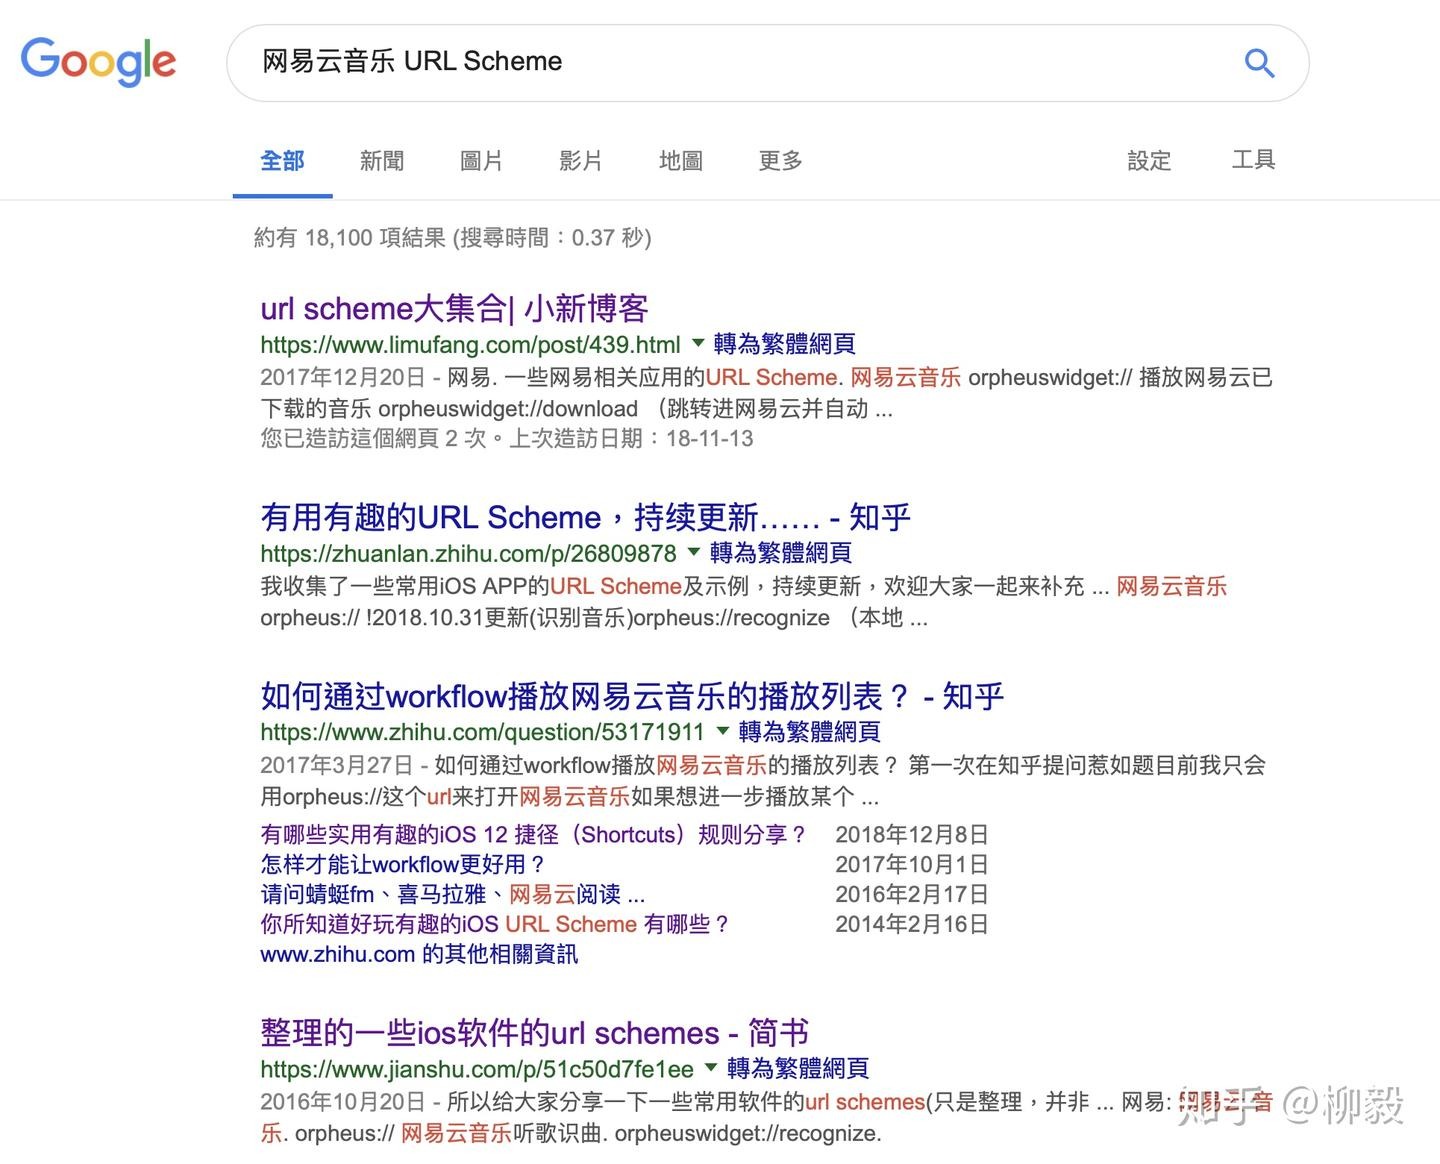 Google
网易云音乐 URL Scheme
全部 新聞 圖片 影片 地圖 更多 設定 工具
約有 18,100 項結果 (搜尋時間：0.37 秒)
url scheme大集合| 小新博客
https://www.limufang.com/post/439.html ▼ 轉為繁體網頁
2017年12月20日 - 网易. 一些网易相关应用的URL Scheme. 网易云音乐 orpheuswidget:// 播放网易云已
下载的音乐 orpheuswidget://download （跳转进网易云并自动 ...
您已造訪這個網頁 2 次。上次造訪日期：18-11-13
有用有趣的URL Scheme，持续更新…… - 知乎
https://zhuanlan.zhihu.com/p/26809878 ▼ 轉為繁體網頁
我收集了一些常用iOS APP的URL Scheme及示例，持续更新，欢迎大家一起来补充 ... 网易云音乐
orpheus:// !2018.10.31更新(识别音乐)orpheus://recognize （本地 ...
如何通过workflow播放网易云音乐的播放列表？ - 知乎
https://www.zhihu.com/question/53171911 ▼ 轉為繁體網頁
2017年3月27日 - 如何通过workflow播放网易云音乐的播放列表？ 第一次在知乎提问惹如题目前我只会
用orpheus://这个url来打开网易云音乐如果想进一步播放某个 ...
有哪些实用有趣的iOS 12 捷径（Shortcuts）规则分享？ 2018年12月8日
怎样才能让workflow更好用？ 2017年10月1日
请问蜻蜓fm、喜马拉雅、网易云阅读 ... 2016年2月17日
你所知道好玩有趣的iOS URL Scheme 有哪些？ 2014年2月16日
www.zhihu.com 的其他相關資訊
整理的一些ios软件的url schemes - 简书
https://www.jianshu.com/p/51c50d7fe1ee ▼ 轉為繁體網頁
2016年10月20日 - 所以给大家分享一下一些常用软件的url schemes(只是整理，并非 ... 网易: 网易云音
乐. orpheus:// 网易云音乐听歌识曲. orpheuswidget://recognize.
知乎 @柳毅